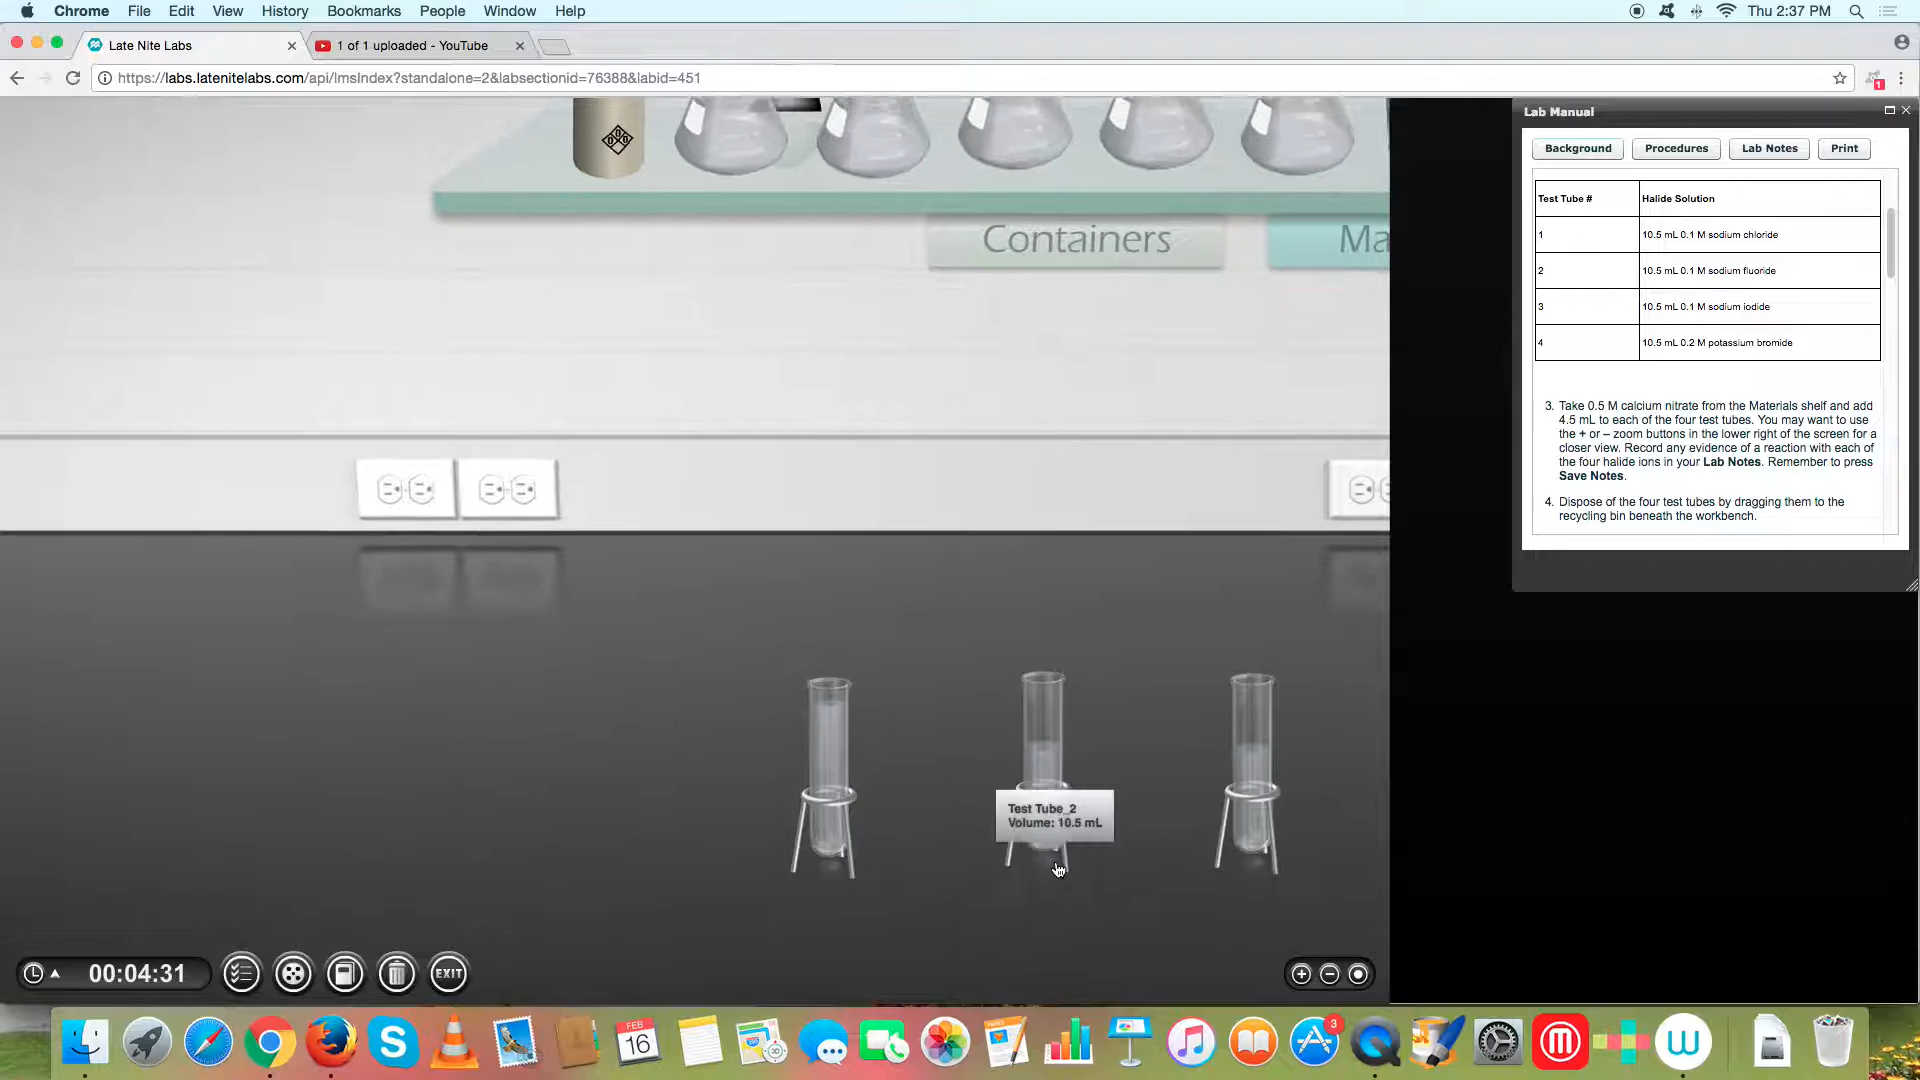 Chrome File Edit View History Bookmarks People Window Help Thu 2:37 PM
Late Nite Labs 1 of 1 uploaded - YouTube
https://labs.latenitelabs.com/api/lmsIndex?standalone=2&labsectionid=76388&labid=451 1
Lab Manual
Background Procedures Lab Notes Print
Test Tube # Halide Solution
1 10.5 mL 0.1 M sodium chloride
2 10.5 mL 0.1 M sodium fluoride
3 10.5 mL 0.1 M sodium iodide
4 10.5 mL 0.2 M potassium bromide
3. Take 0.5 M calcium nitrate from the Materials shelf and add
4.5 mL to each of the four test tubes. You may want to use
the + or – zoom buttons in the lower right of the screen for a
closer view. Record any evidence of a reaction with each of
the four halide ions in your Lab Notes. Remember to press
Save Notes.
4. Dispose of the four test tubes by dragging them to the
recycling bin beneath the workbench.
0 0 0
Containers Ma
Test Tube_2
Volume: 10.5 mL
00:04:31 EXIT
FEB
16
3